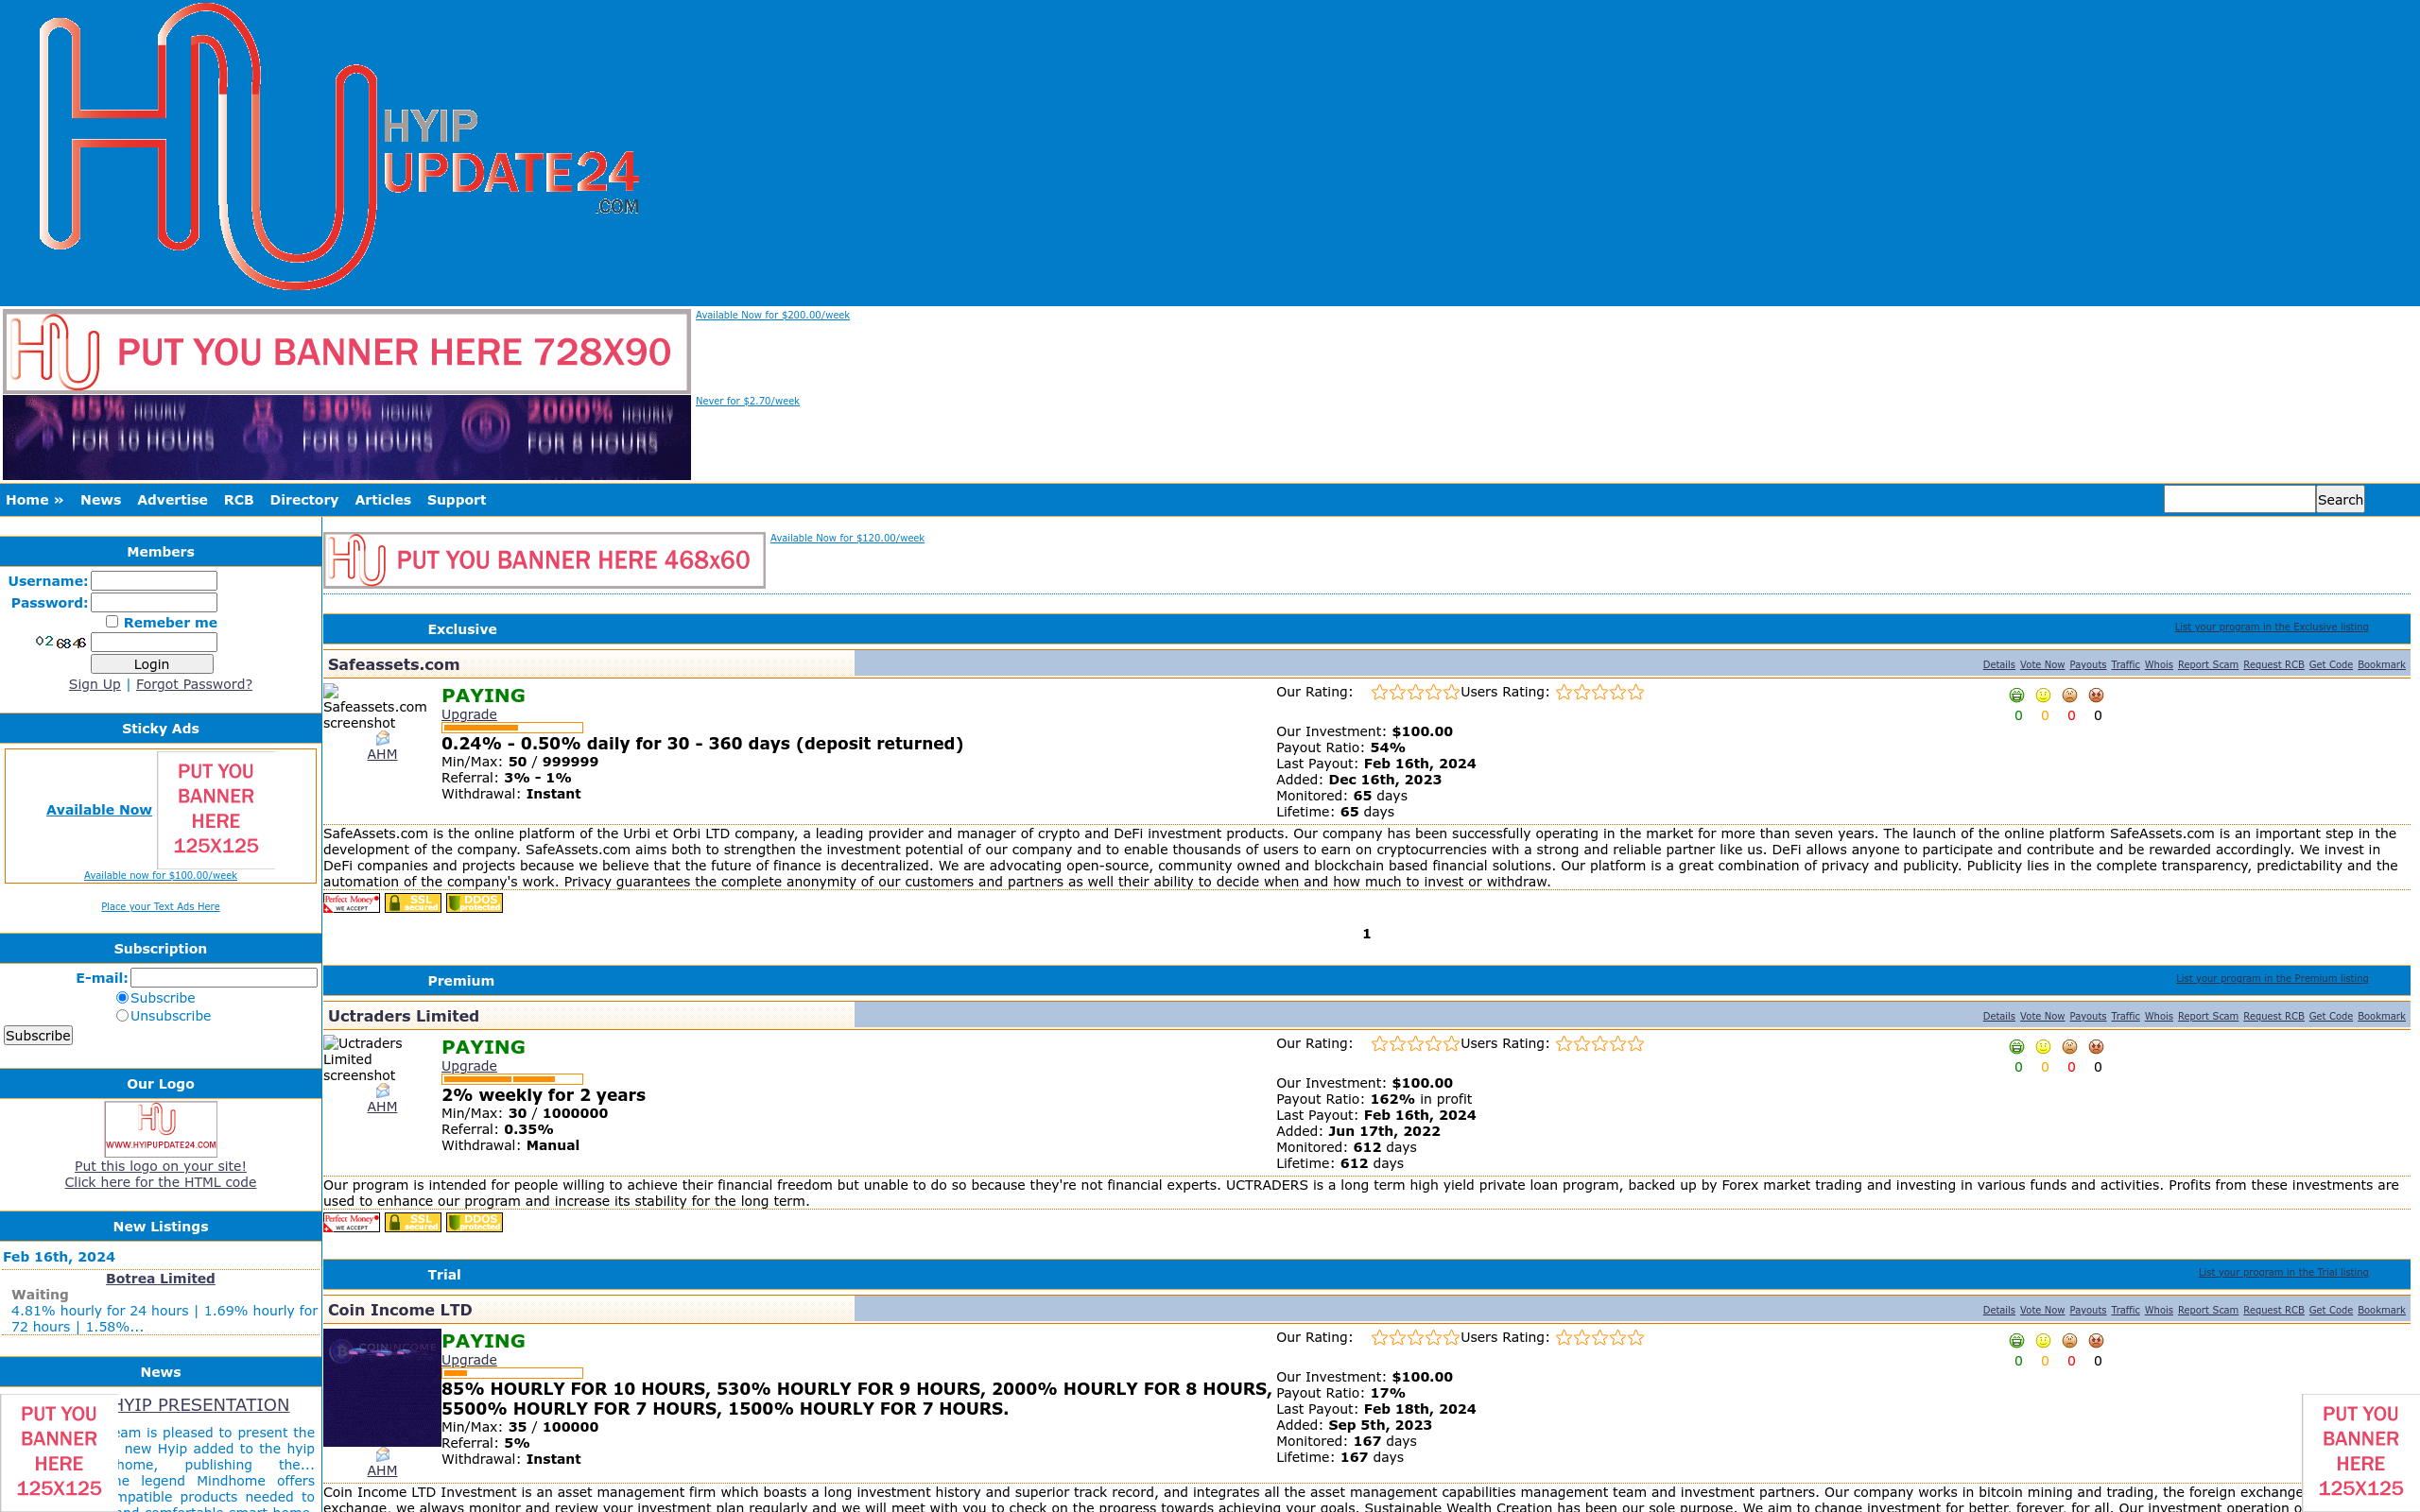 HYIP
UPDATE24
.COM
PUT YOU BANNER HERE 728X90
Available Now for $200.00/week
85% HOURLY 530% HOURLY 2000% HOURLY
FOR 10 HOURS FOR 9 HOURS FOR 8 HOURS
Never for $2.70/week
Home » News Advertise RCB Directory Articles Support
Search
Members
Username:
Password:
Remeber me
02 6846
Login
Sign Up | Forgot Password?
Sticky Ads
Available Now
PUT YOU
BANNER
HERE
125X125
Available now for $100.00/week
Place your Text Ads Here
Subscription
E-mail:
Subscribe
Unsubscribe
Subscribe
Our Logo
WWW.HYIPUPDATE24.COM
Put this logo on your site!
Click here for the HTML code
New Listings
Feb 16th, 2024
Botrea Limited
Waiting
4.81% hourly for 24 hours | 1.69% hourly for
72 hours | 1.58%...
News
HYIP PRESENTATION
eam is pleased to present the
new Hyip added to the hyip
home, publishing the...
legend Mindhome offers
mpatible products needed to
PUT YOU
BANNER
HERE
125X125
PUT YOU BANNER HERE 468x60
Available Now for $120.00/week
Exclusive
List your program in the Exclusive listing
Safeassets.com
Details Vote Now Payouts Traffic Whois Report Scam Request RCB Get Code Bookmark
Safeassets.com
screenshot
AHM
PAYING
Upgrade
0.24% - 0.50% daily for 30 - 360 days (deposit returned)
Min/Max: 50 / 999999
Referral: 3% - 1%
Withdrawal: Instant
Our Rating: Users Rating:
Our Investment: $100.00
Payout Ratio: 54%
Last Payout: Feb 16th, 2024
Added: Dec 16th, 2023
Monitored: 65 days
Lifetime: 65 days
0 0 0 0
SafeAssets.com is the online platform of the Urbi et Orbi LTD company, a leading provider and manager of crypto and DeFi investment products. Our company has been successfully operating in the market for more than seven years. The launch of the online platform SafeAssets.com is an important step in the
development of the company. SafeAssets.com aims both to strengthen the investment potential of our company and to enable thousands of users to earn on cryptocurrencies with a strong and reliable partner like us. DeFi allows anyone to participate and contribute and be rewarded accordingly. We invest in
DeFi companies and projects because we believe that the future of finance is decentralized. We are advocating open-source, community owned and blockchain based financial solutions. Our platform is a great combination of privacy and publicity. Publicity lies in the complete transparency, predictability and the
automation of the company's work. Privacy guarantees the complete anonymity of our customers and partners as well their ability to decide when and how much to invest or withdraw.
Perfect Money WE ACCEPT SSL secured DDOS protected
1
Premium
List your program in the Premium listing
Uctraders Limited
Details Vote Now Payouts Traffic Whois Report Scam Request RCB Get Code Bookmark
Uctraders
Limited
screenshot
AHM
PAYING
Upgrade
2% weekly for 2 years
Min/Max: 30 / 1000000
Referral: 0.35%
Withdrawal: Manual
Our Rating: Users Rating:
Our Investment: $100.00
Payout Ratio: 162% in profit
Last Payout: Feb 16th, 2024
Added: Jun 17th, 2022
Monitored: 612 days
Lifetime: 612 days
0 0 0 0
Our program is intended for people willing to achieve their financial freedom but unable to do so because they're not financial experts. UCTRADERS is a long term high yield private loan program, backed up by Forex market trading and investing in various funds and activities. Profits from these investments are
used to enhance our program and increase its stability for the long term.
Perfect Money WE ACCEPT SSL secured DDOS protected
Trial
List your program in the Trial listing
Coin Income LTD
Details Vote Now Payouts Traffic Whois Report Scam Request RCB Get Code Bookmark
COININCOME
AHM
PAYING
Upgrade
85% HOURLY FOR 10 HOURS, 530% HOURLY FOR 9 HOURS, 2000% HOURLY FOR 8 HOURS,
5500% HOURLY FOR 7 HOURS, 1500% HOURLY FOR 7 HOURS.
Min/Max: 35 / 100000
Referral: 5%
Withdrawal: Instant
Our Rating: Users Rating:
Our Investment: $100.00
Payout Ratio: 17%
Last Payout: Feb 18th, 2024
Added: Sep 5th, 2023
Monitored: 167 days
Lifetime: 167 days
0 0 0 0
Coin Income LTD Investment is an asset management firm which boasts a long investment history and superior track record, and integrates all the asset management capabilities management team and investment partners. Our company works in bitcoin mining and trading, the foreign exchange
exchange, we always monitor and review your investment plan regularly and we will meet with you to check on the progress towards achieving your goals. Sustainable Wealth Creation has been our sole purpose. We aim to change investment for better, forever, for all. Our investment operation o
PUT YOU
BANNER
HERE
125X125